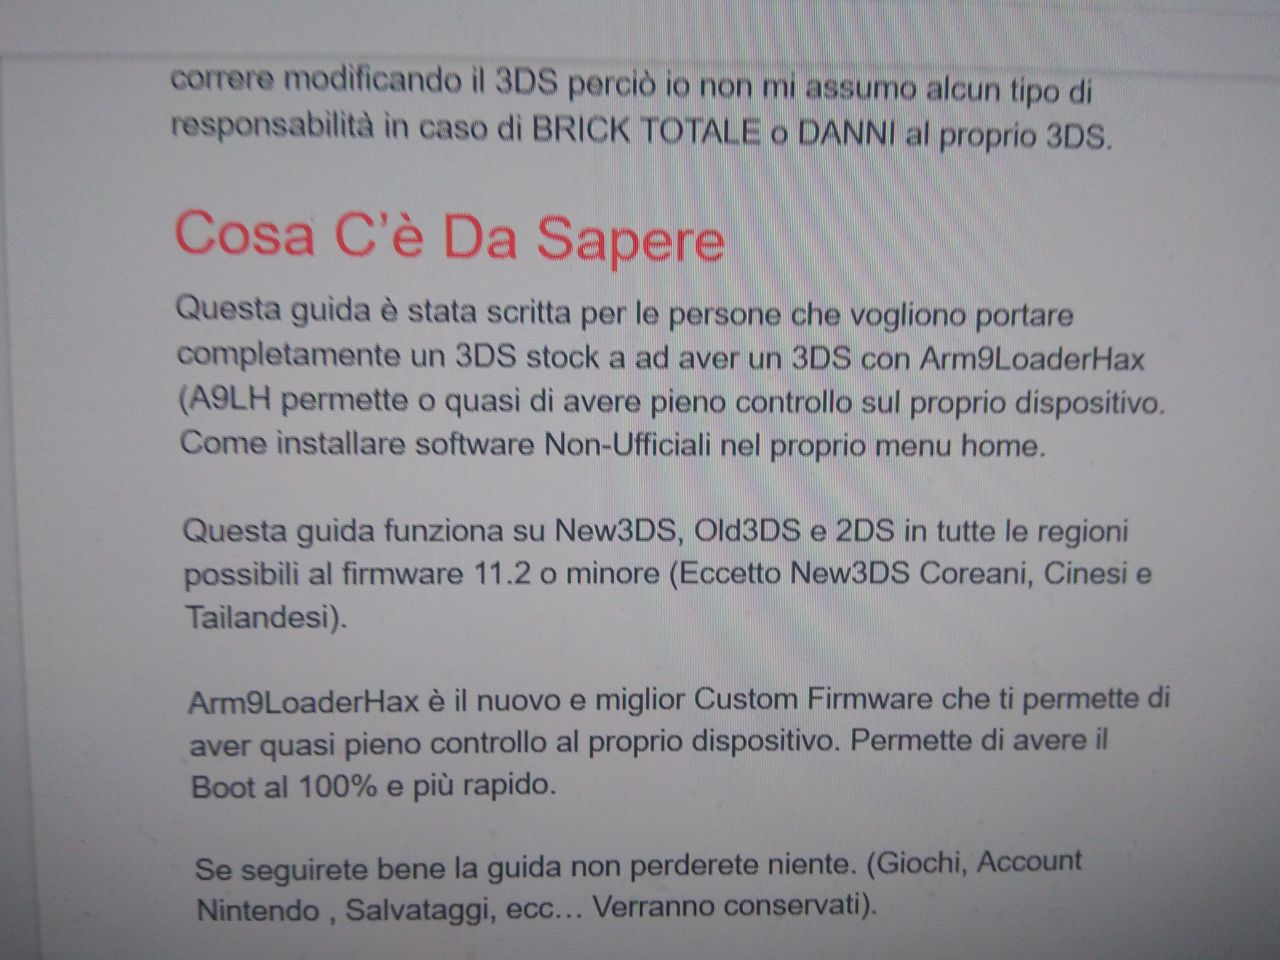 correre modificando il 3DS perciò io non mi assumo alcun tipo di
responsabilità in caso di BRICK TOTALE o DANNI al proprio 3DS.
Cosa C'è Da Sapere
Questa guida è stata scritta per le persone che vogliono portare
completamente un 3DS stock a ad aver un 3DS con Arm9LoaderHax
(A9LH permette o quasi di avere pieno controllo sul proprio dispositivo.
Come installare software Non-Ufficiali nel proprio menu home.
Questa guida funziona su New3DS, Old3DS e 2DS in tutte le regioni
possibili al firmware 11.2 o minore (Eccetto New3DS Coreani, Cinesi e
Tailandesi).
Arm9LoaderHax è il nuovo e miglior Custom Firmware che ti permette di
aver quasi pieno controllo al proprio dispositivo. Permette di avere il
Boot al 100% e più rapido.
Se seguirete bene la guida non perderete niente. (Giochi, Account
Nintendo , Salvataggi, ecc... Verranno conservati).